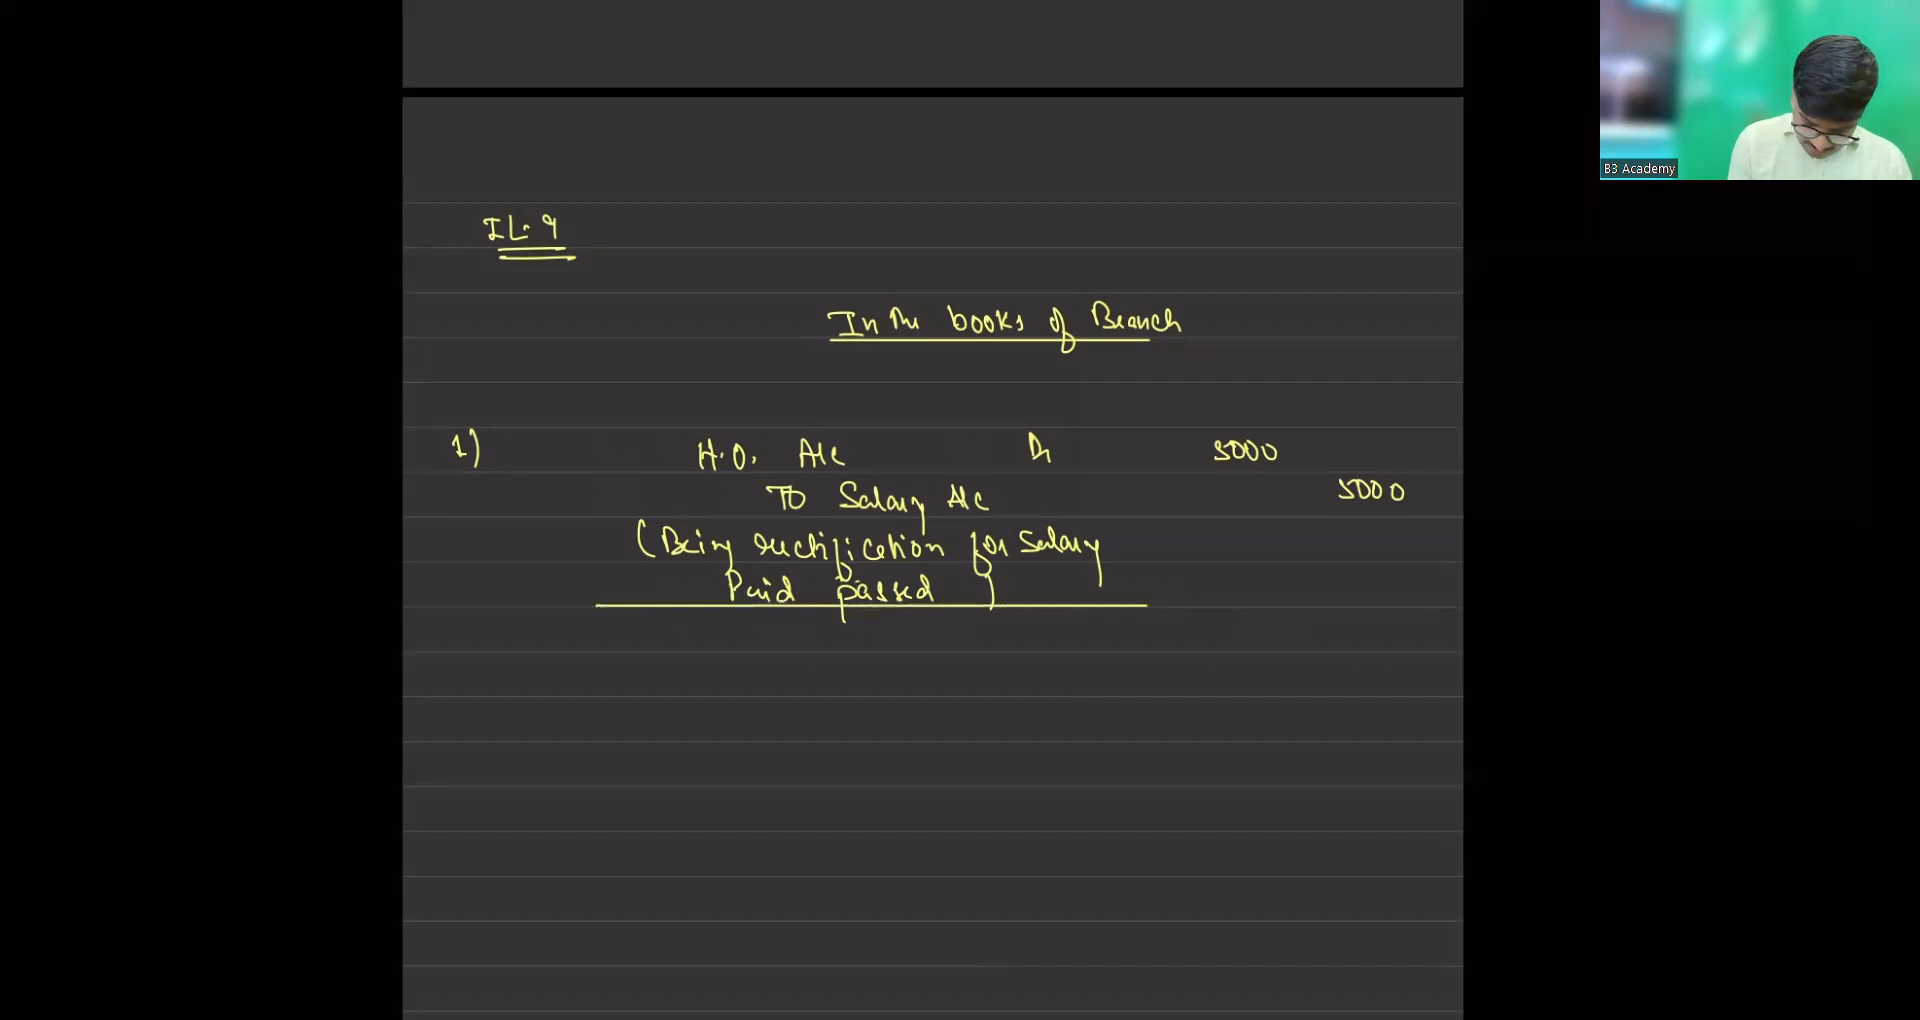 B3 Academy
IL. 9
In the books of Branch
1) H.O. A/c Dr 5000
To Salary A/c 5000
(Being rectification for salary
Paid passed)